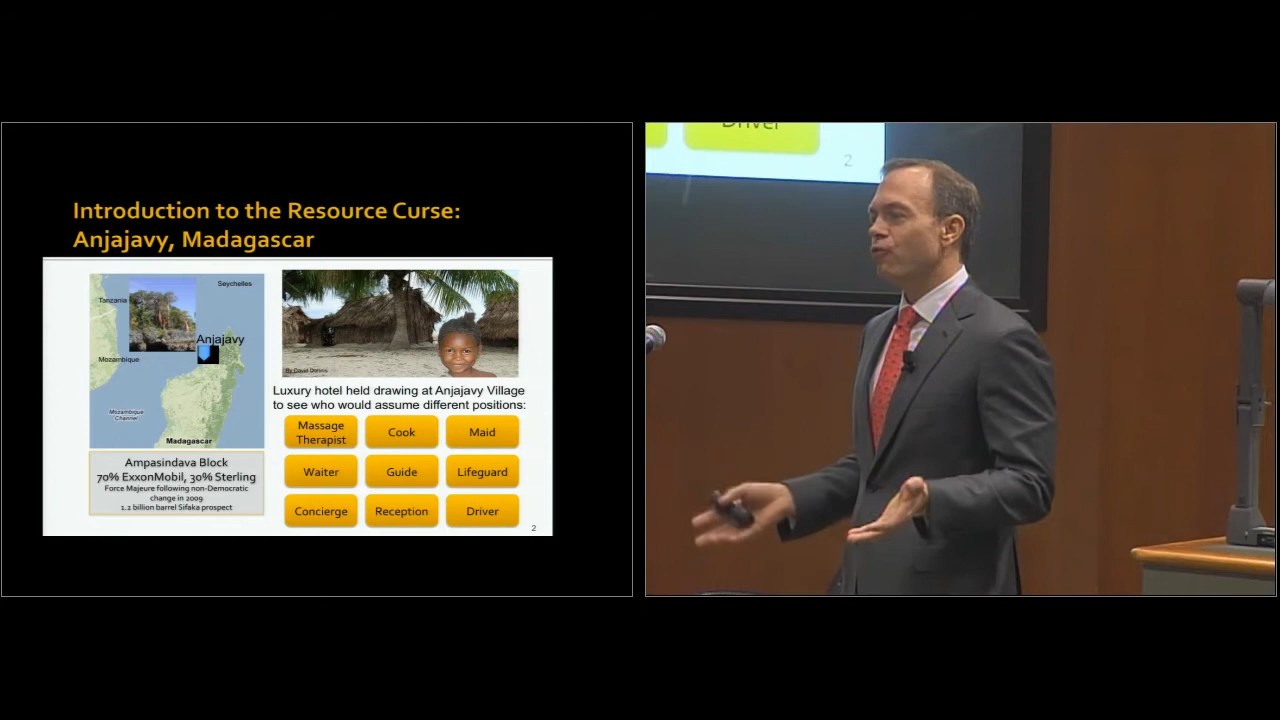 Introduction to the Resource Curse:
Anjajavy, Madagascar
Seychelles
Tanzania
Anjajavy
Mozambique
Mozambique
Channel
Madagascar
By David Dennis
Luxury hotel held drawing at Anjajavy Village
to see who would assume different positions:
Massage
Therapist
Cook
Maid
Waiter
Guide
Lifeguard
Concierge
Reception
Driver
Ampasindava Block
70% ExxonMobil, 30% Sterling
Force Majeure following non-Democratic
change in 2009
1.2 billion barrel Sifaka prospect
2
Driver
2